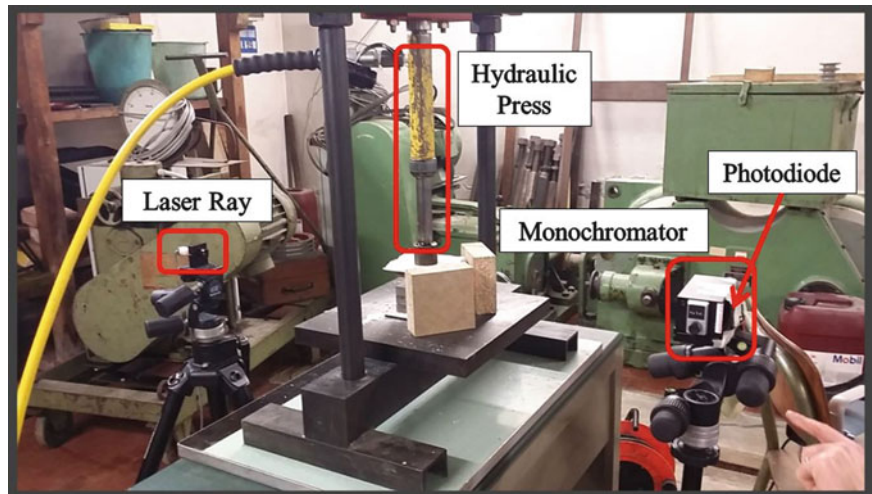 Hydraulic
Press
Photodiode
Laser Ray
Monochromator
Mobil